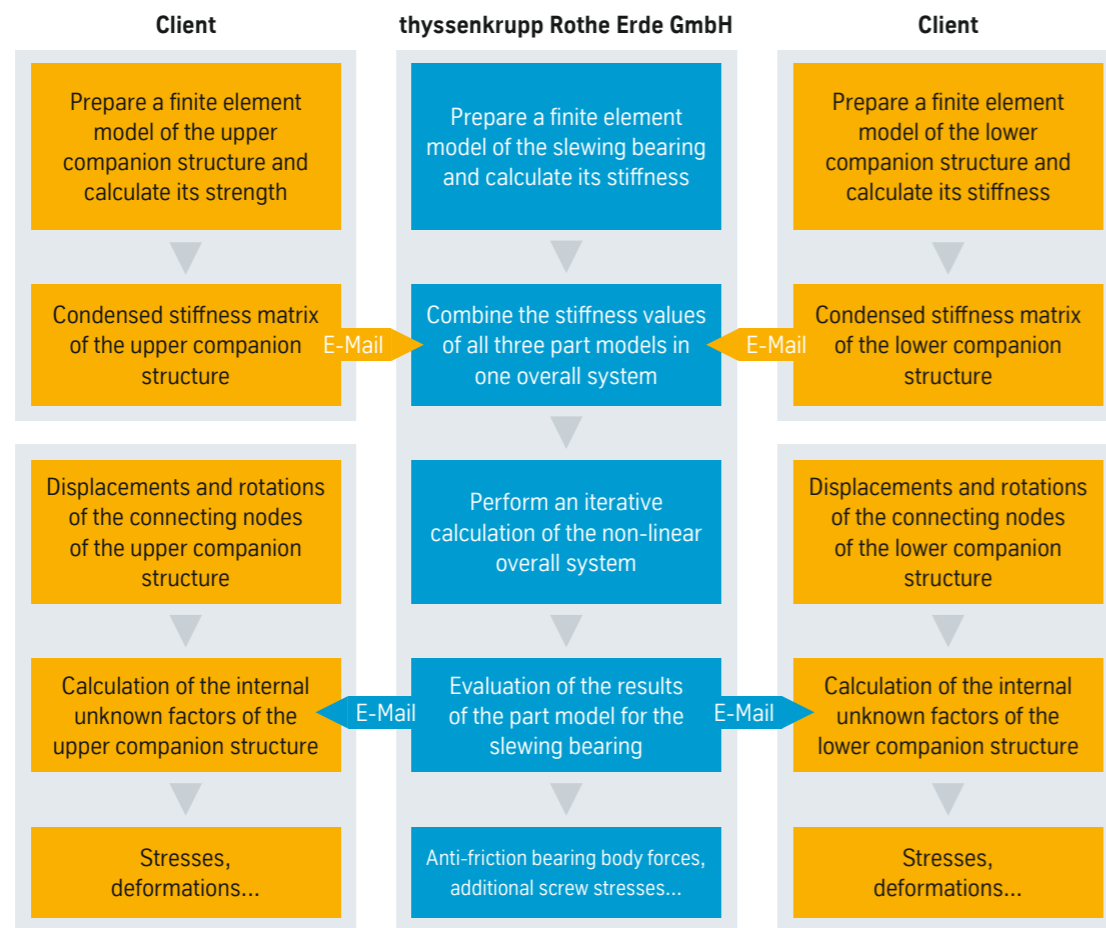 Client
Prepare a finite element
model of the upper
companion structure and
calculate its strength
Condensed stiffness matrix
of the upper companion
structure
E-Mail
Displacements and rotations
of the connecting nodes
of the upper companion
structure
Calculation of the internal
unknown factors of the
upper companion structure
E-Mail
Stresses,
deformations...
thyssenkrupp Rothe Erde GmbH
Prepare a finite element
model of the slewing bearing
and calculate its stiffness
Combine the stiffness values
of all three part models in
one overall system
Perform an iterative
calculation of the non-linear
overall system
Evaluation of the results
of the part model for the
slewing bearing
Anti-friction bearing body forces,
additional screw stresses...
Client
Prepare a finite element
model of the lower
companion structure and
calculate its stiffness
E-Mail
Condensed stiffness matrix
of the lower companion
structure
Displacements and rotations
of the connecting nodes
of the lower companion
structure
E-Mail
Calculation of the internal
unknown factors of the
lower companion structure
Stresses,
deformations...